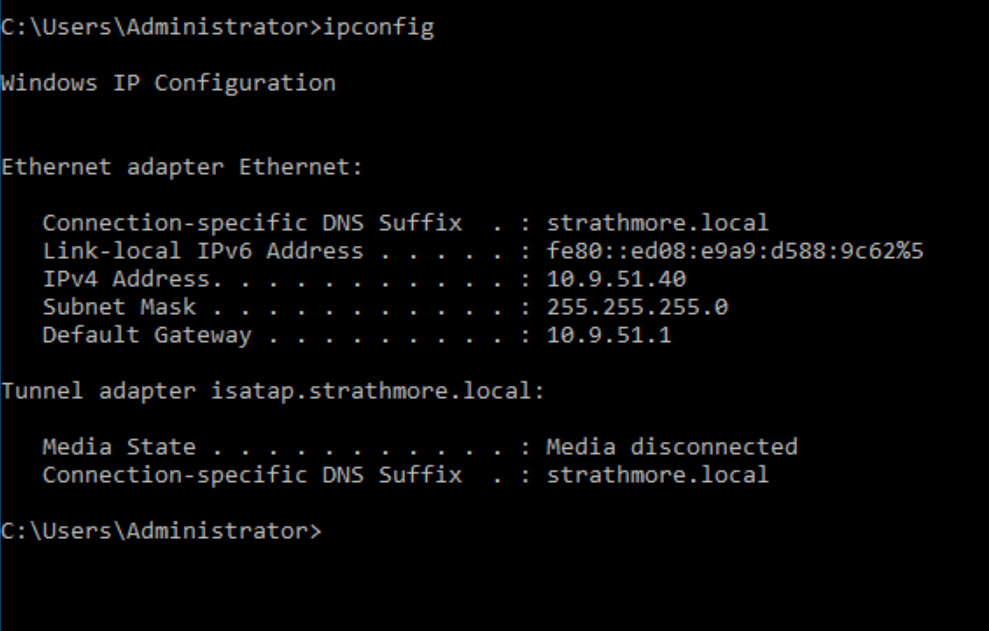 C:\Users\Administrator>ipconfig
Windows IP Configuration
Ethernet adapter Ethernet:
Connection-specific DNS Suffix  . : strathmore.local
Link-local IPv6 Address . . . . . : fe80::ed08:e9a9:d588:9c62%5
IPv4 Address. . . . . . . . . . . : 10.9.51.40
Subnet Mask . . . . . . . . . . . : 255.255.255.0
Default Gateway . . . . . . . . . : 10.9.51.1
Tunnel adapter isatap.strathmore.local:
Media State . . . . . . . . . . . : Media disconnected
Connection-specific DNS Suffix  . : strathmore.local
C:\Users\Administrator>